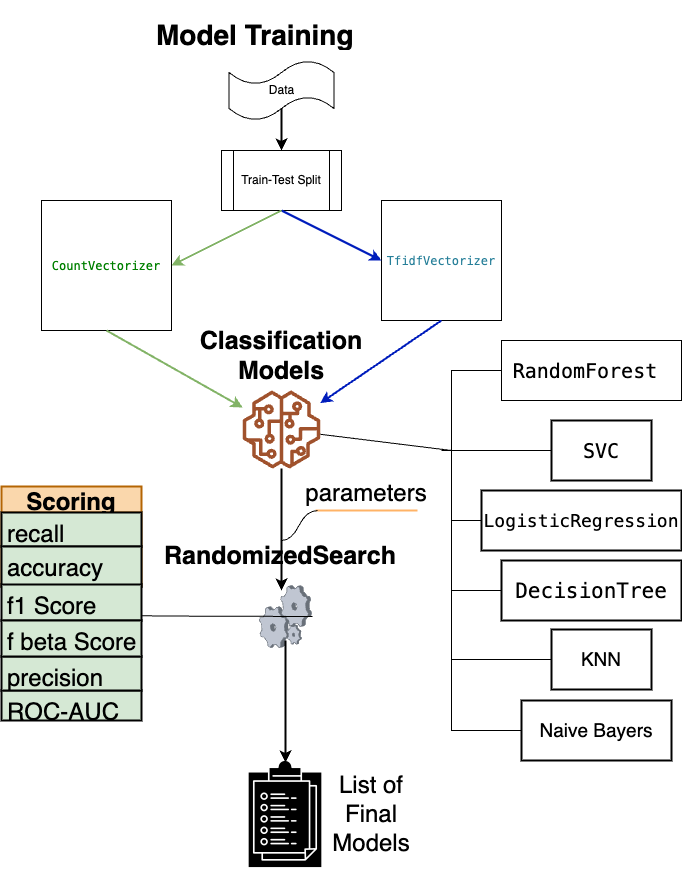 Model Training
Data
Train-Test Split
CountVectorizer
TfidfVectorizer
Classification
Models
RandomForest
SVC
LogisticRegression
DecisionTree
KNN
Naive Bayers
parameters
RandomizedSearch
Scoring
recall
accuracy
f1 Score
f beta Score
precision
ROC-AUC
List of
Final
Models